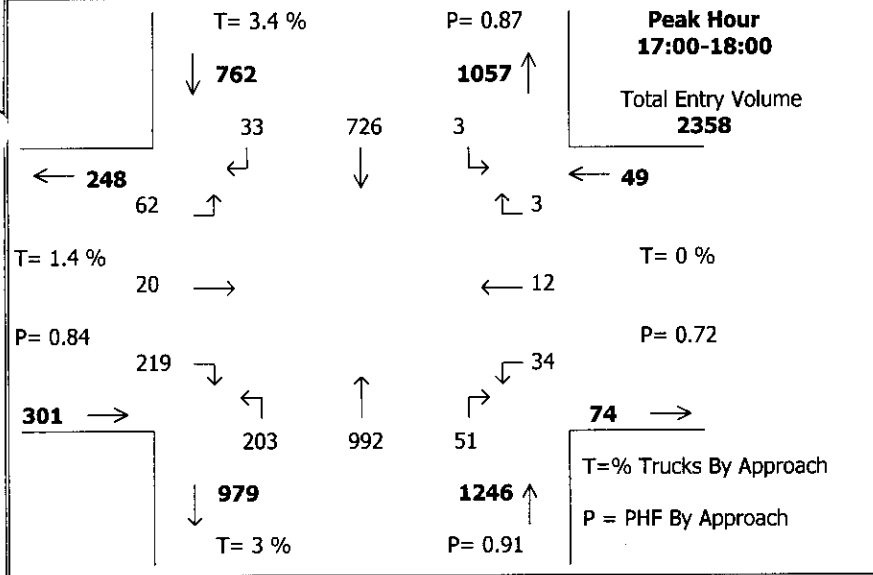 T= 3.4 %
P= 0.87
Peak Hour
17:00-18:00
762
1057
Total Entry Volume
2358
33 726 3
248
49
62
3
T= 1.4 %
T= 0 %
20
12
P= 0.84
P= 0.72
219
34
301
74
203 992 51
T=% Trucks By Approach
979
1246
P = PHF By Approach
T= 3 %
P= 0.91